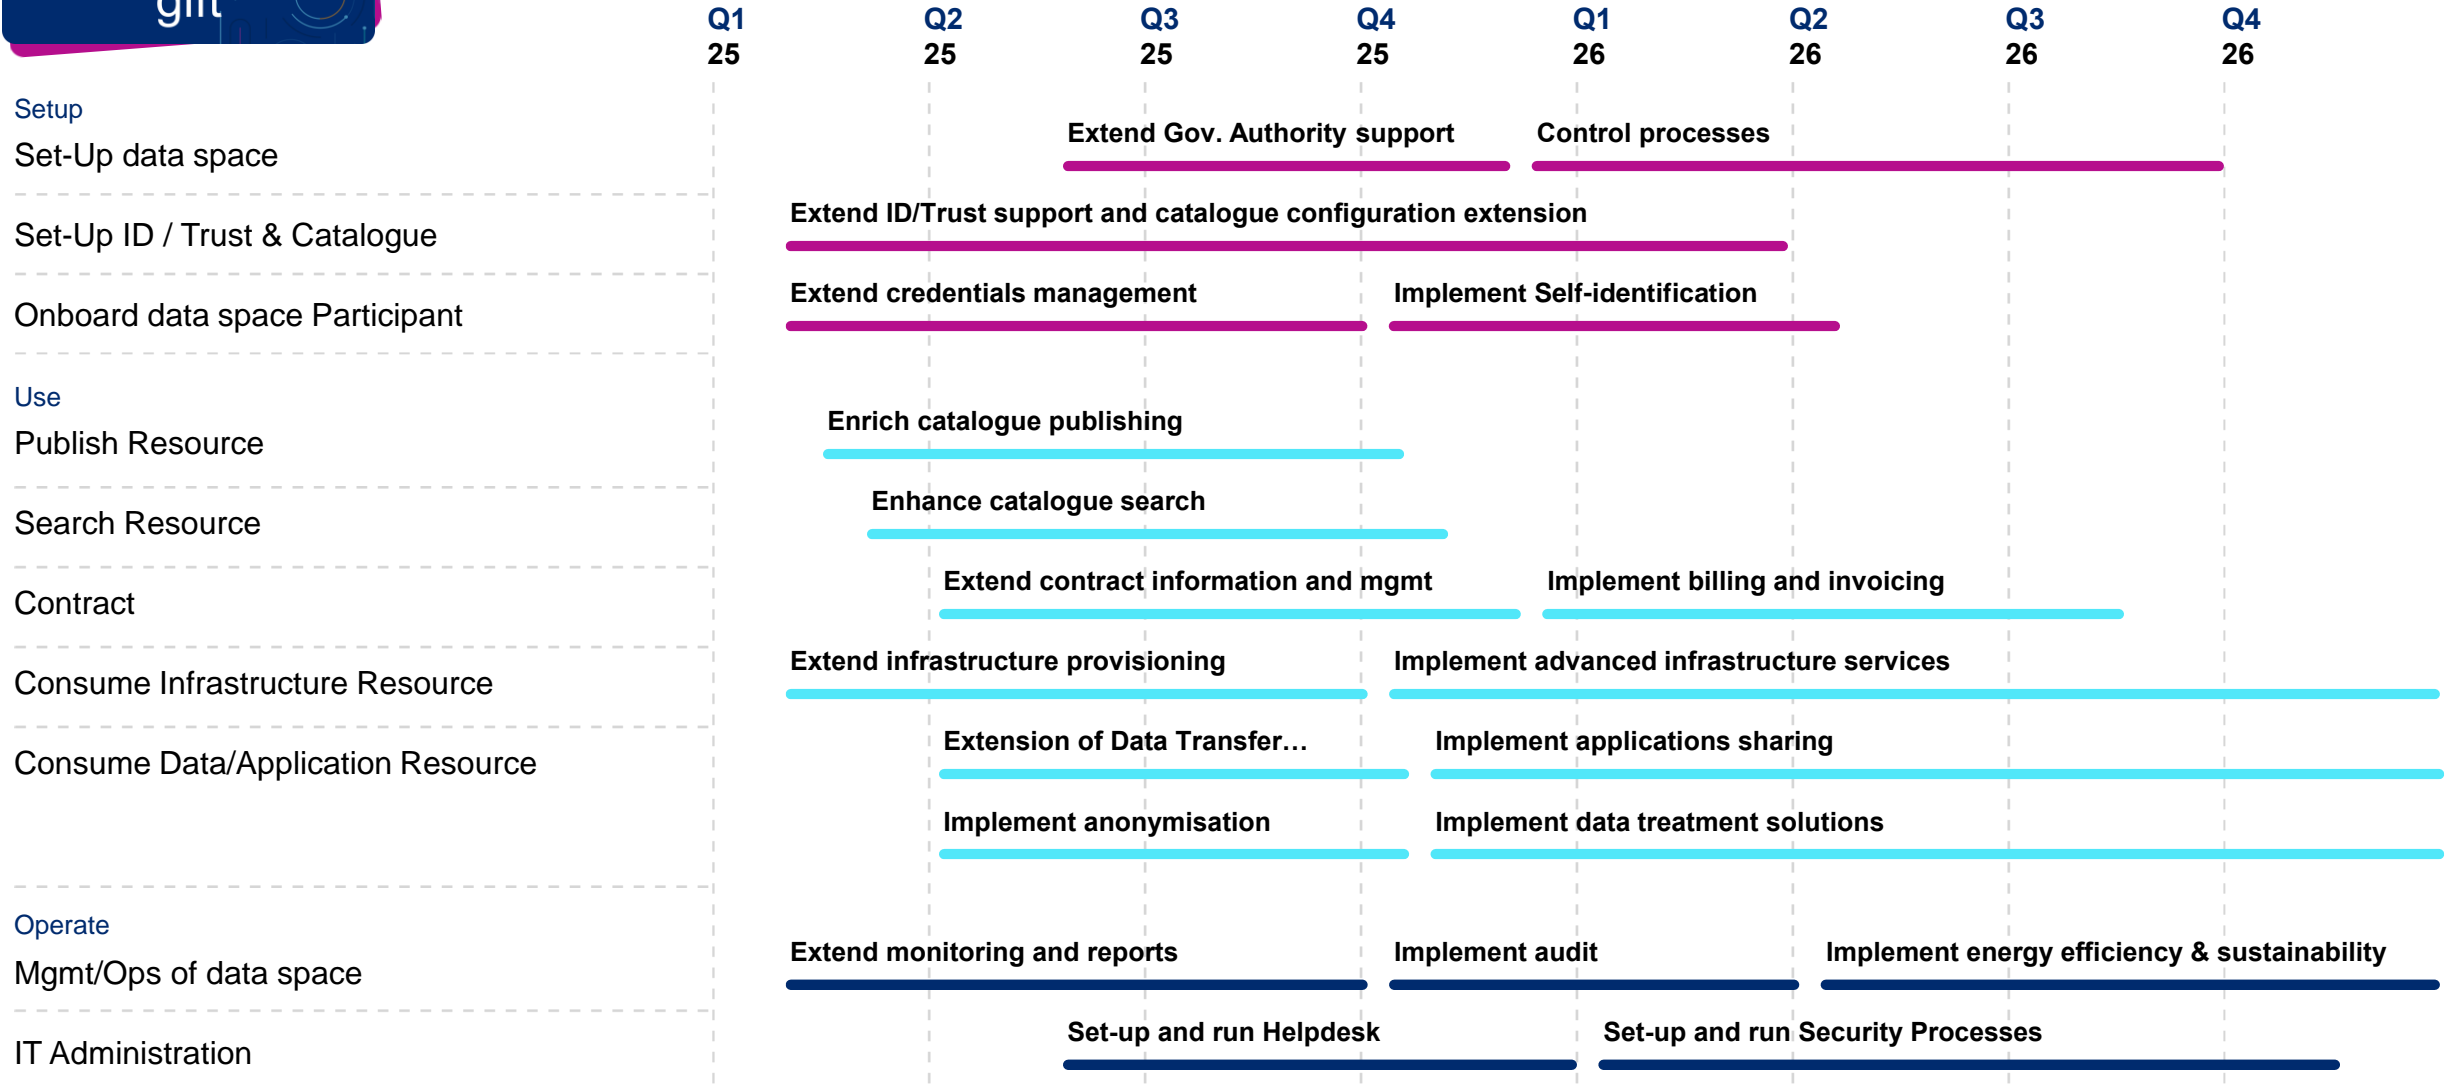 Q1 Q2 Q3 Q4 Q1 Q2 Q3 Q4
25 25 25 25 26 26 26 26
Setup
Extend Gov. Authority support Control processes
Set-Up data space
Extend ID/Trust support and catalogue configuration extension
Set-Up ID / Trust & Catalogue
Extend credentials management Implement Self-identification
Onboard data space Participant
Use
Enrich catalogue publishing
Publish Resource
Enhance catalogue search
Search Resource
Extend contract information and mgmt Implement billing and invoicing
Contract
Extend infrastructure provisioning Implement advanced infrastructure services
Consume Infrastructure Resource
Extension of Data Transfer… Implement applications sharing
Consume Data/Application Resource
Implement anonymisation Implement data treatment solutions
Operate
Extend monitoring and reports Implement audit Implement energy efficiency & sustainability
Mgmt/Ops of data space
Set-up and run Helpdesk Set-up and run Security Processes
IT Administration